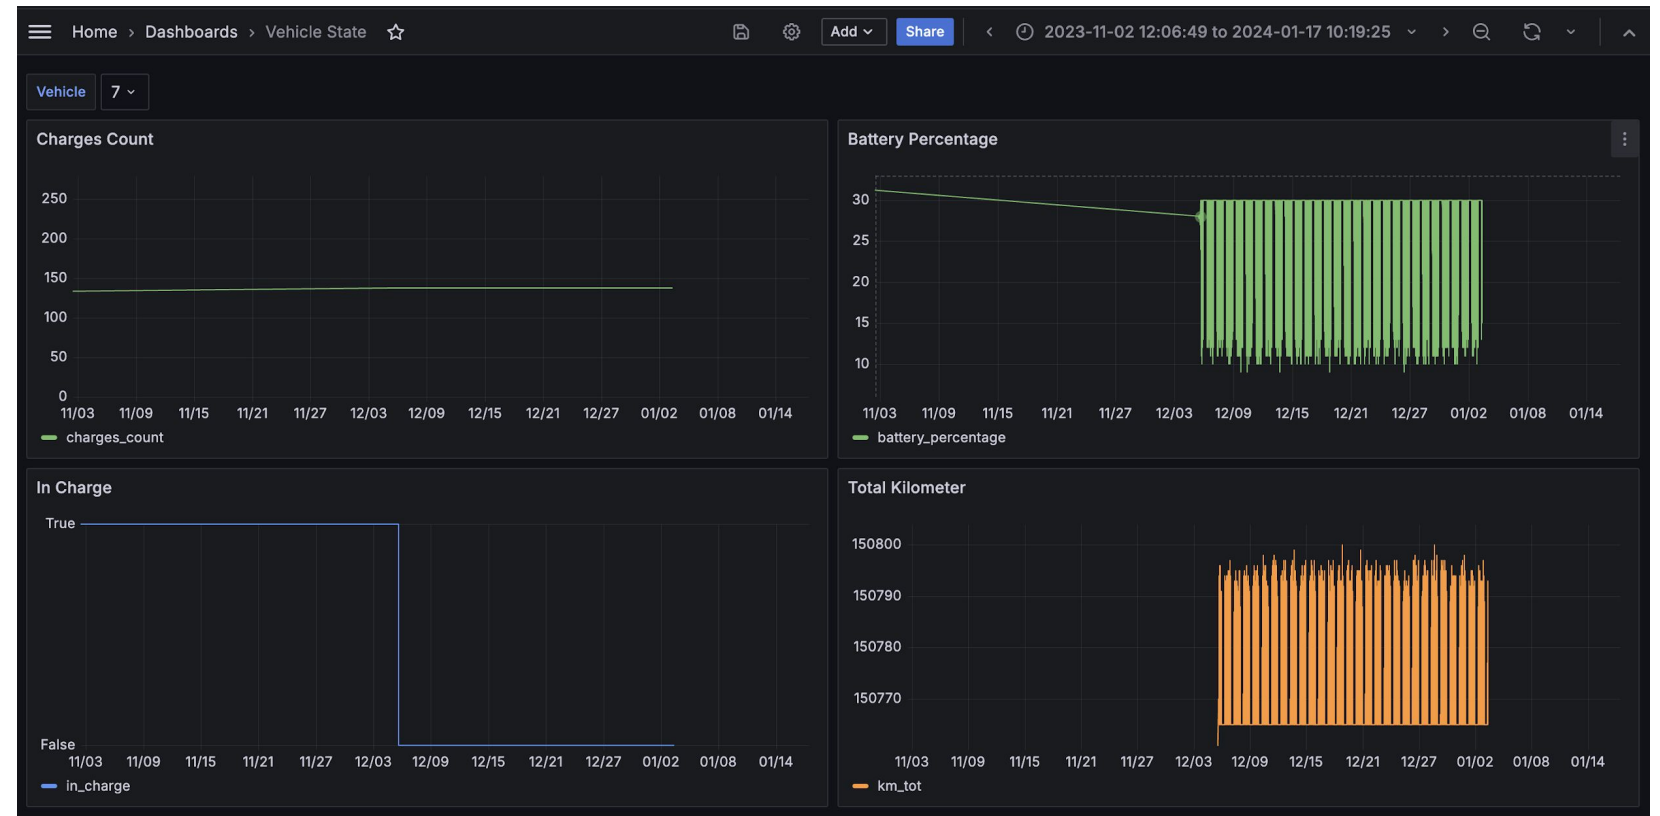 Home > Dashboards > Vehicle State
Add
Share
2023-11-02 12:06:49 to 2024-01-17 10:19:25
Vehicle 7
Charges Count
250
200
150
100
50
0
11/03 11/09 11/15 11/21 11/27 12/03 12/09 12/15 12/21 12/27 01/02 01/08 01/14
charges_count
Battery Percentage
30
25
20
15
10
11/03 11/09 11/15 11/21 11/27 12/03 12/09 12/15 12/21 12/27 01/02 01/08 01/14
battery_percentage
In Charge
True
False
11/03 11/09 11/15 11/21 11/27 12/03 12/09 12/15 12/21 12/27 01/02 01/08 01/14
in_charge
Total Kilometer
150800
150790
150780
150770
11/03 11/09 11/15 11/21 11/27 12/03 12/09 12/15 12/21 12/27 01/02 01/08 01/14
km_tot